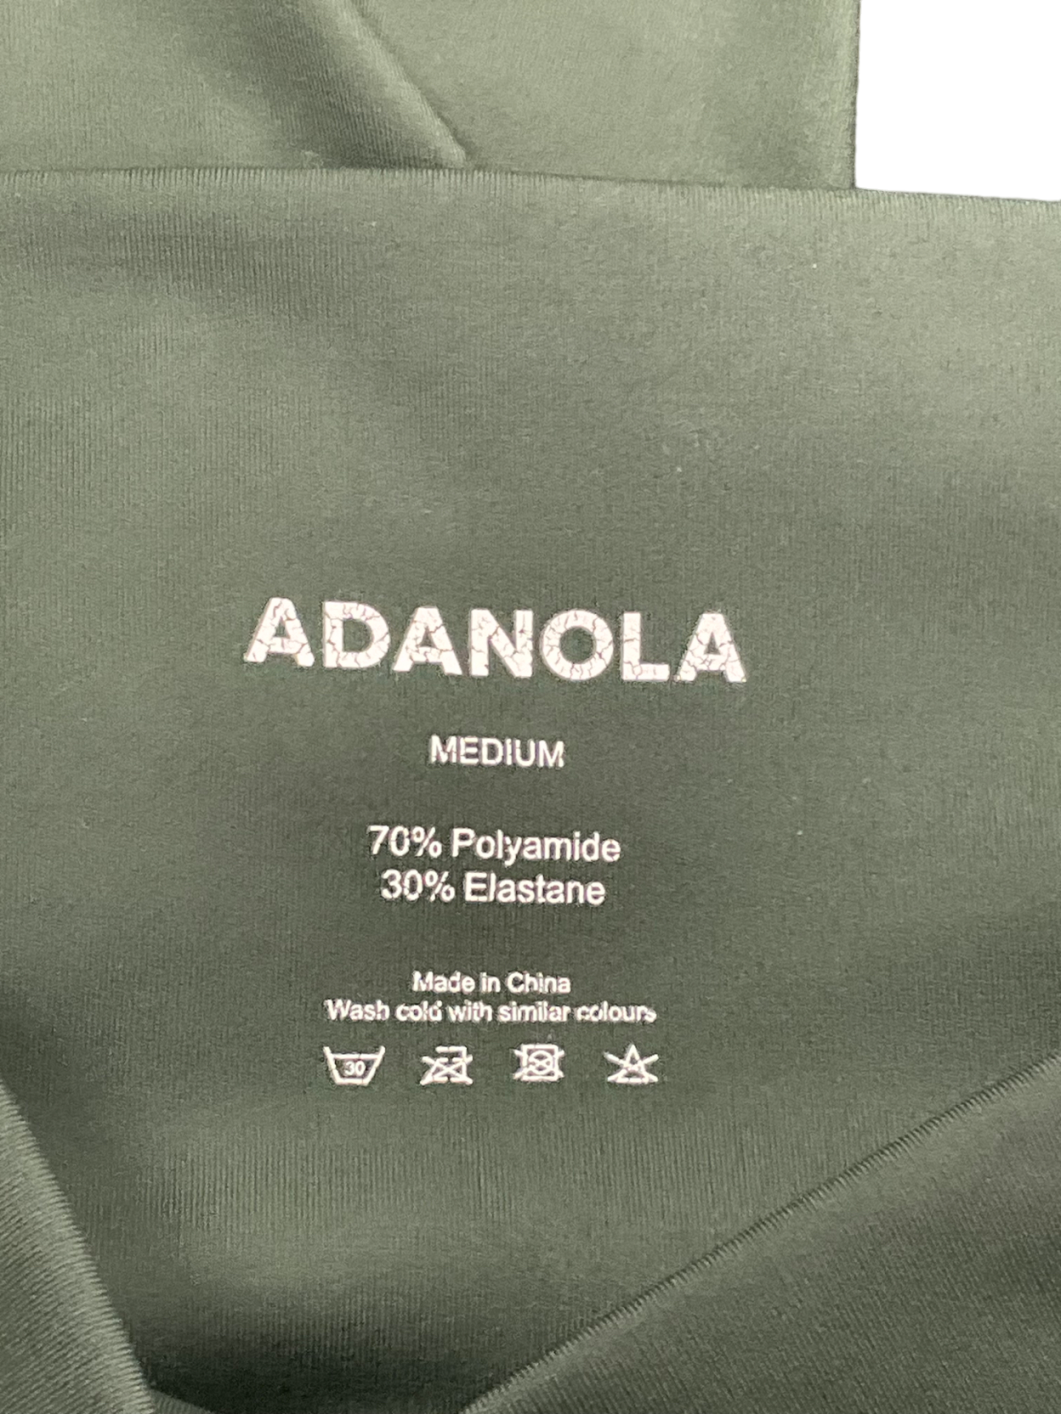 ADANOLA
MEDIUM
70% Polyamide
30% Elastane
Made in China
Wash cold with similar colours
30